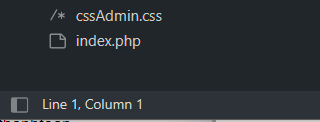 /* cssAdmin.css
index.php
Line 1, Column 1